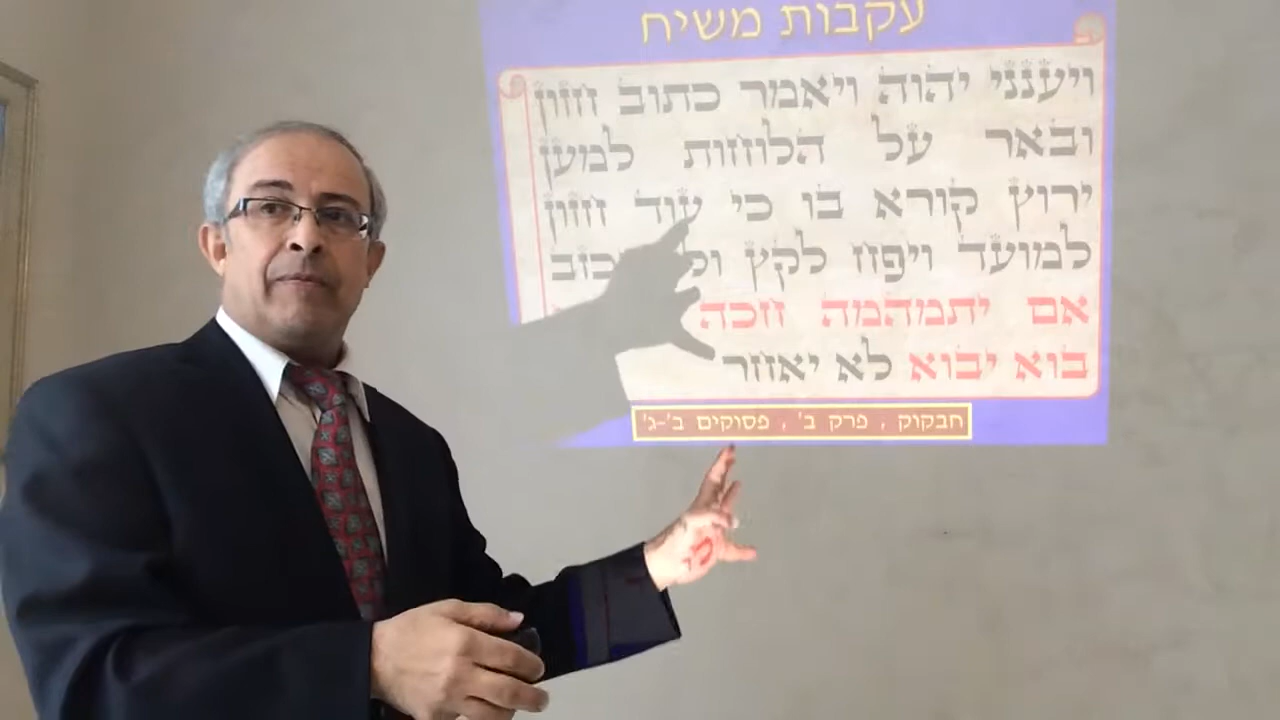 עקבות משיח
ויענני יהוה ויאמר כתוב חזון
ובאר על הלוחות למען
ירוץ קורא בו כי עוד חזון
למועד ויפח לקץ
אם יתמהמה חכה
בוא יבוא לא יאחר
חבקוק , פרק ב' , פסוקים ב'-ג'